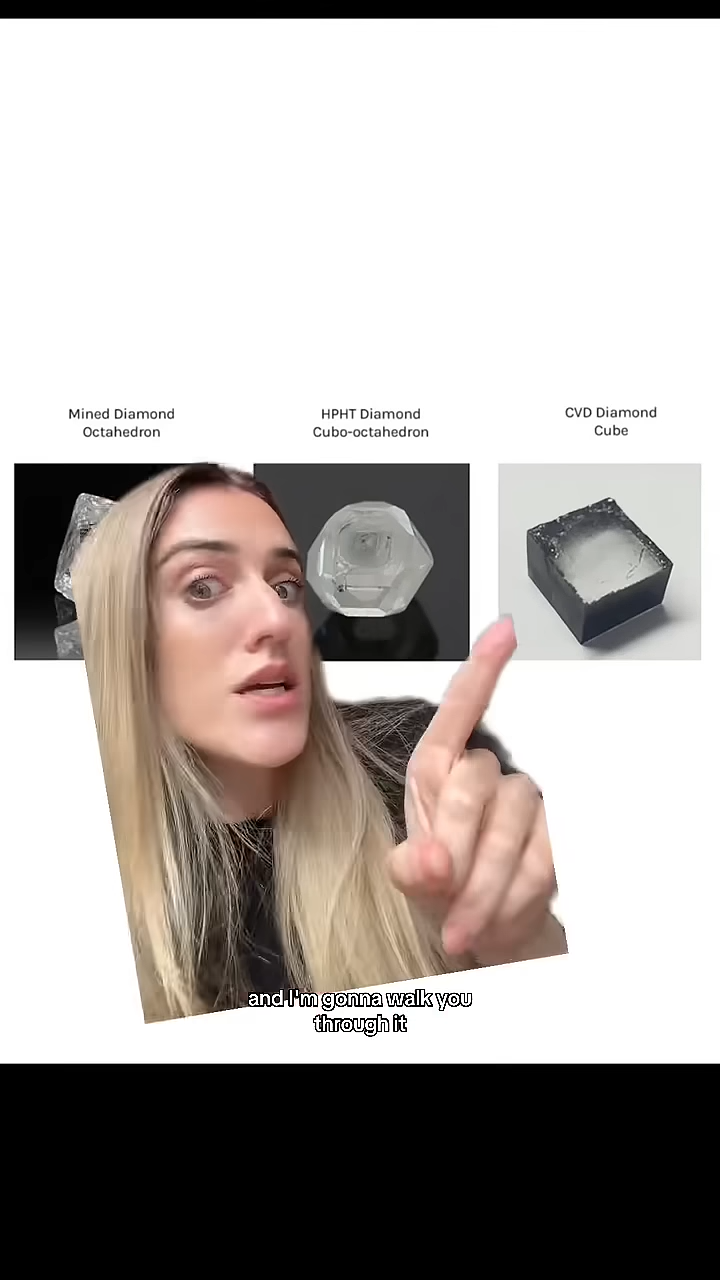 Mined Diamond
Octahedron
HPHT Diamond
Cubo-octahedron
CVD Diamond
Cube
and I'm gonna walk you
through it